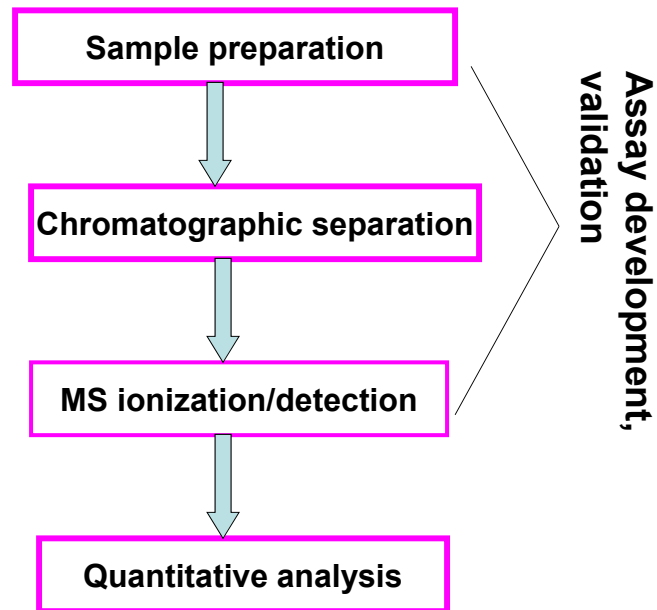 Sample preparation
Chromatographic separation
MS ionization/detection
Quantitative analysis
Assay development,
validation